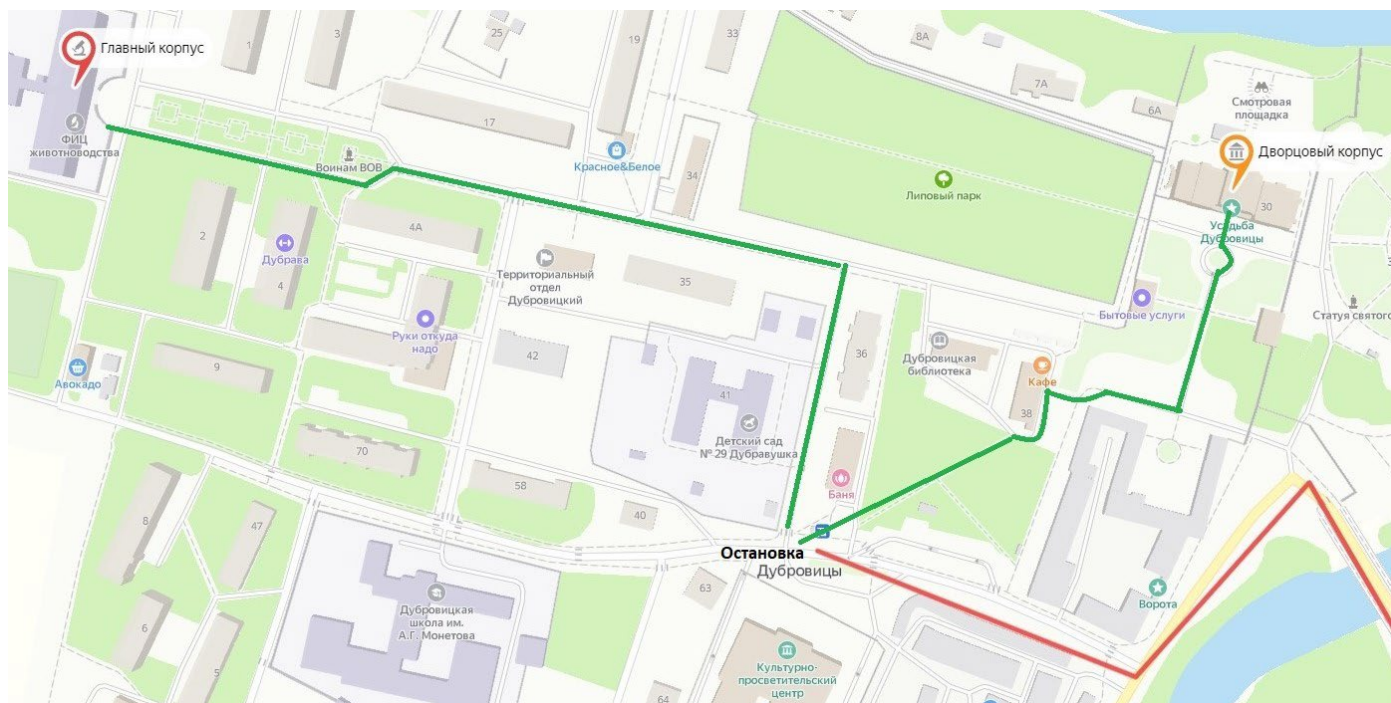 Главный корпус
ФИЦ
животноводства
1
3
25
19
33
8А
7А
6А
Смотровая
площадка
Дворцовый корпус
17
Воинам ВОВ
Красное&Белое
34
Липовый парк
30
Усадьба
Дубровицы
2
Дубрава
4
4А
Территориальный
отдел
Дубровицкий
35
Бытовые услуги
Статуя святого
Руки откуда
надо
42
36
Дубровицкая
библиотека
Кафе
38
Авокадо
9
41
Детский сад
№ 29 Дубравушка
70
58
Баня
40
8
47
Остановка
Дубровицы
63
Ворота
6
5
Дубровицкая
школа им.
А.Г. Монетова
Культурно-
просветительский
центр
64